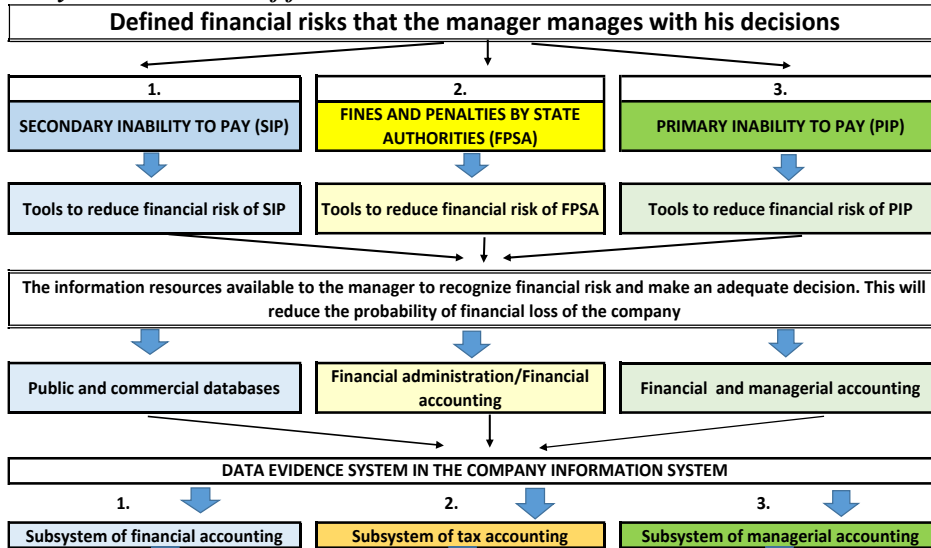 Defined financial risks that the manager manages with his decisions
1.
2.
3.
SECONDARY INABILITY TO PAY (SIP)
FINES AND PENALTIES BY STATE
AUTHORITIES (FPSA)
PRIMARY INABILITY TO PAY (PIP)
Tools to reduce financial risk of SIP
Tools to reduce financial risk of FPSA
Tools to reduce financial risk of PIP
The information resources available to the manager to recognize financial risk and make an adequate decision. This will
reduce the probability of financial loss of the company
Public and commercial databases
Financial administration/Financial
accounting
Financial and managerial accounting
DATA EVIDENCE SYSTEM IN THE COMPANY INFORMATION SYSTEM
1.
2.
3.
Subsystem of financial accounting
Subsystem of tax accounting
Subsystem of managerial accounting